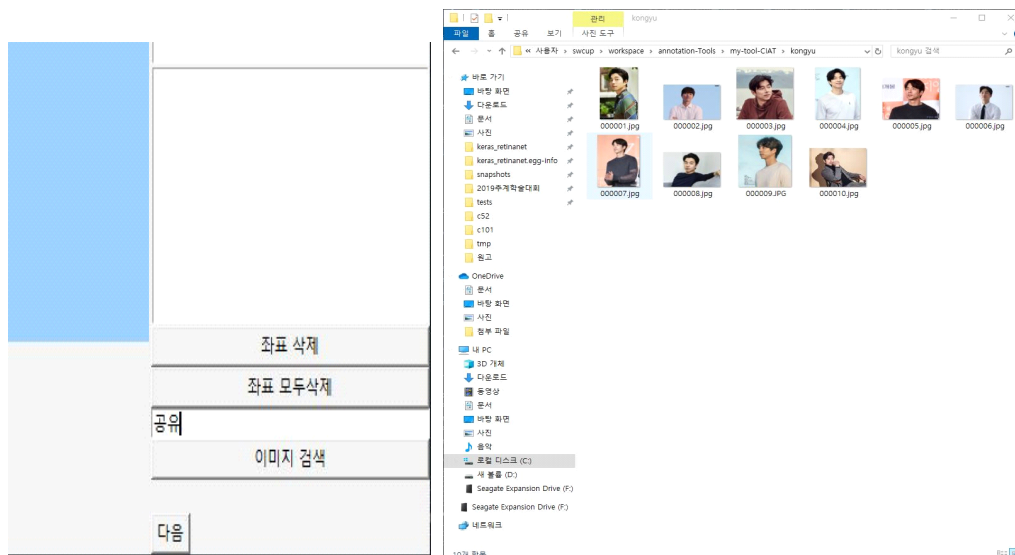 좌표 삭제
좌표 모두삭제
공유
이미지 검색
다음
관리
kongyu
파일
홈
공유
보기
사진 도구
« 사용자 › swcup › workspace › annotation-Tools › my-tool-CIAT › kongyu
kongyu 검색
바로 가기
바탕 화면
다운로드
문서
사진
keras_retinanet
keras_retinanet.egg-info
snapshots
2019추계학술대회
tests
c52
c101
tmp
원고
OneDrive
문서
바탕 화면
사진
첨부 파일
내 PC
3D 개체
다운로드
동영상
문서
바탕 화면
사진
음악
로컬 디스크 (C:)
새 볼륨 (D:)
Seagate Expansion Drive (F:)
Seagate Expansion Drive (F:)
네트워크
000001.jpg
000002.jpg
000003.jpg
000004.jpg
000005.jpg
000006.jpg
000007.jpg
000008.jpg
000009.JPG
000010.jpg